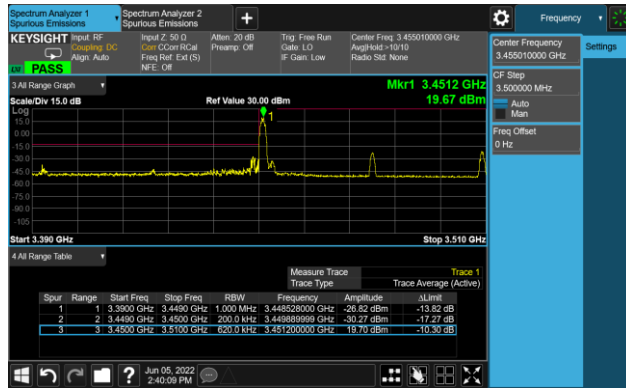 Spectrum Analyzer 1
Spurious Emissions
Spectrum Analyzer 2
Spurious Emissions
Frequency
KEYSIGHT
Input: RF
Coupling: DC
Align: Auto
Input Z: 50 Ω
Corr CCorr RCal
Freq Ref: Ext (S)
NFE: Off
Atten: 20 dB
Preamp: Off
Trig: Free Run
Gate: LO
IF Gain: Low
Center Freq: 3.455010000 GHz
Avg|Hold:>10/10
Radio Std: None
PASS
Center Frequency
3.455010000 GHz
Settings
CF Step
3.500000 MHz
Auto
Man
Freq Offset
0 Hz
3 All Range Graph
Mkr1 3.4512 GHz
Scale/Div 15.0 dB
Ref Value 30.00 dBm
19.67 dBm
Log
1
15.0
0.00
-15.0
-30.0
-45.0
-60.0
-75.0
-90.0
-105
Start 3.390 GHz
Stop 3.510 GHz
4 All Range Table
Measure Trace Trace 1
Trace Type Trace Average (Active)
Spur Range Start Freq Stop Freq RBW Frequency Amplitude ΔLimit
1 1 3.3900 GHz 3.4490 GHz 1.000 MHz 3.448528000 GHz -26.82 dBm -13.82 dB
2 2 3.4490 GHz 3.4500 GHz 200.0 kHz 3.449889999 GHz -30.27 dBm -17.27 dB
3 3 3.4500 GHz 3.5100 GHz 620.0 kHz 3.451200000 GHz 19.70 dBm -10.30 dB
?
Jun 05, 2022
2:40:09 PM